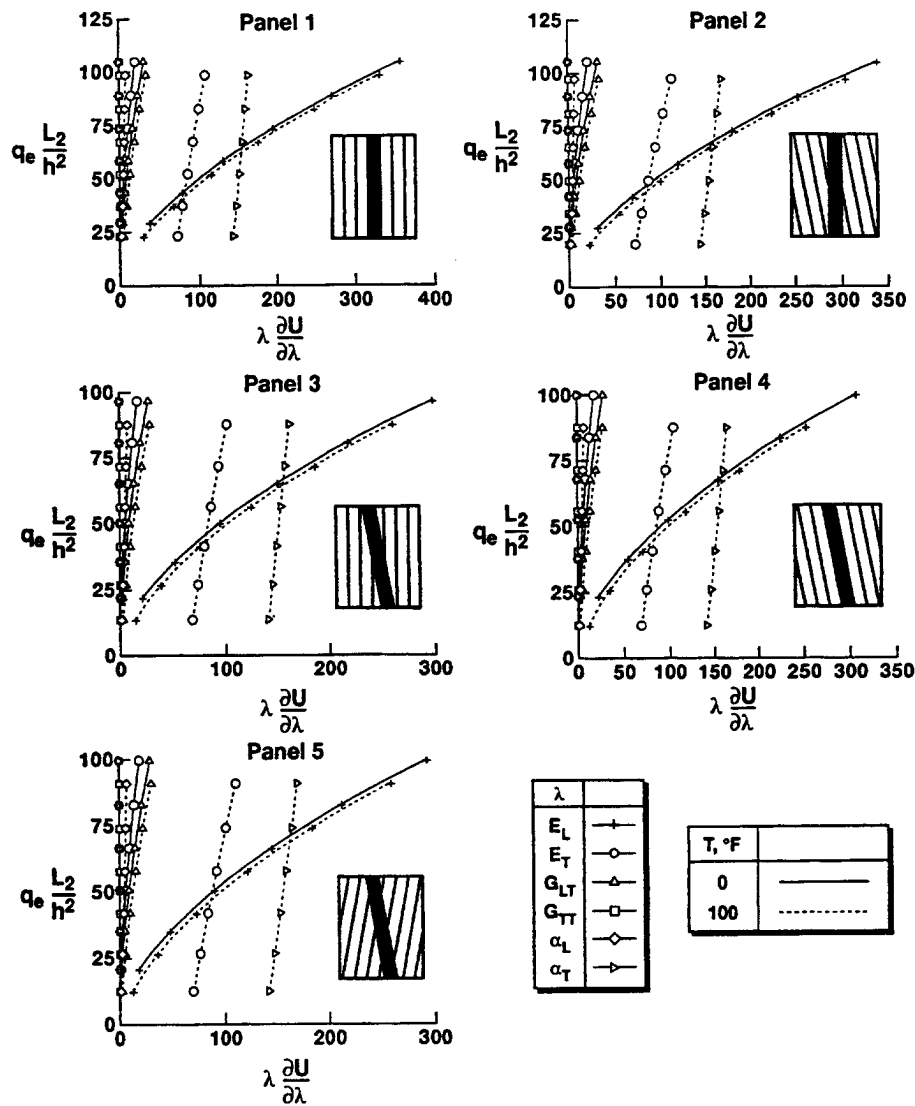 Panel 1
125
100
75
50
25
0
q_e L_2/h^2
0 100 200 300 400
λ ∂U/∂λ
Panel 2
125
100
75
50
25
0
q_e L_2/h^2
0 50 100 150 200 250 300 350
λ ∂U/∂λ
Panel 3
100
75
50
25
0
q_e L_2/h^2
0 100 200 300
λ ∂U/∂λ
Panel 4
100
75
50
25
0
q_e L_2/h^2
0 50 100 150 200 250 300 350
λ ∂U/∂λ
Panel 5
100
75
50
25
0
q_e L_2/h^2
0 50 100 150 200 250 300
λ ∂U/∂λ
λ
E_L
E_T
G_LT
G_TT
α_L
α_T
T, °F
0
100